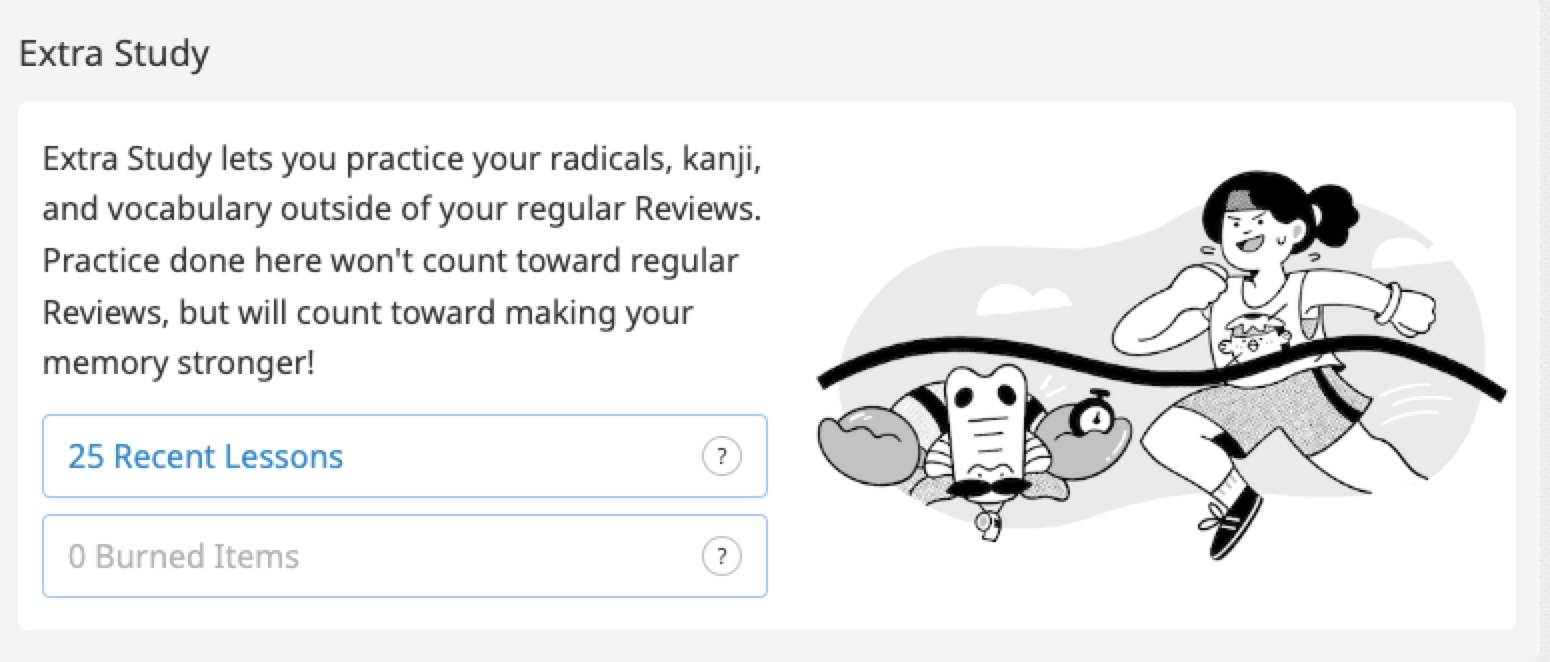 Extra Study
Extra Study lets you practice your radicals, kanji,
and vocabulary outside of your regular Reviews.
Practice done here won't count toward regular
Reviews, but will count toward making your
memory stronger!
25 Recent Lessons ?
0 Burned Items ?